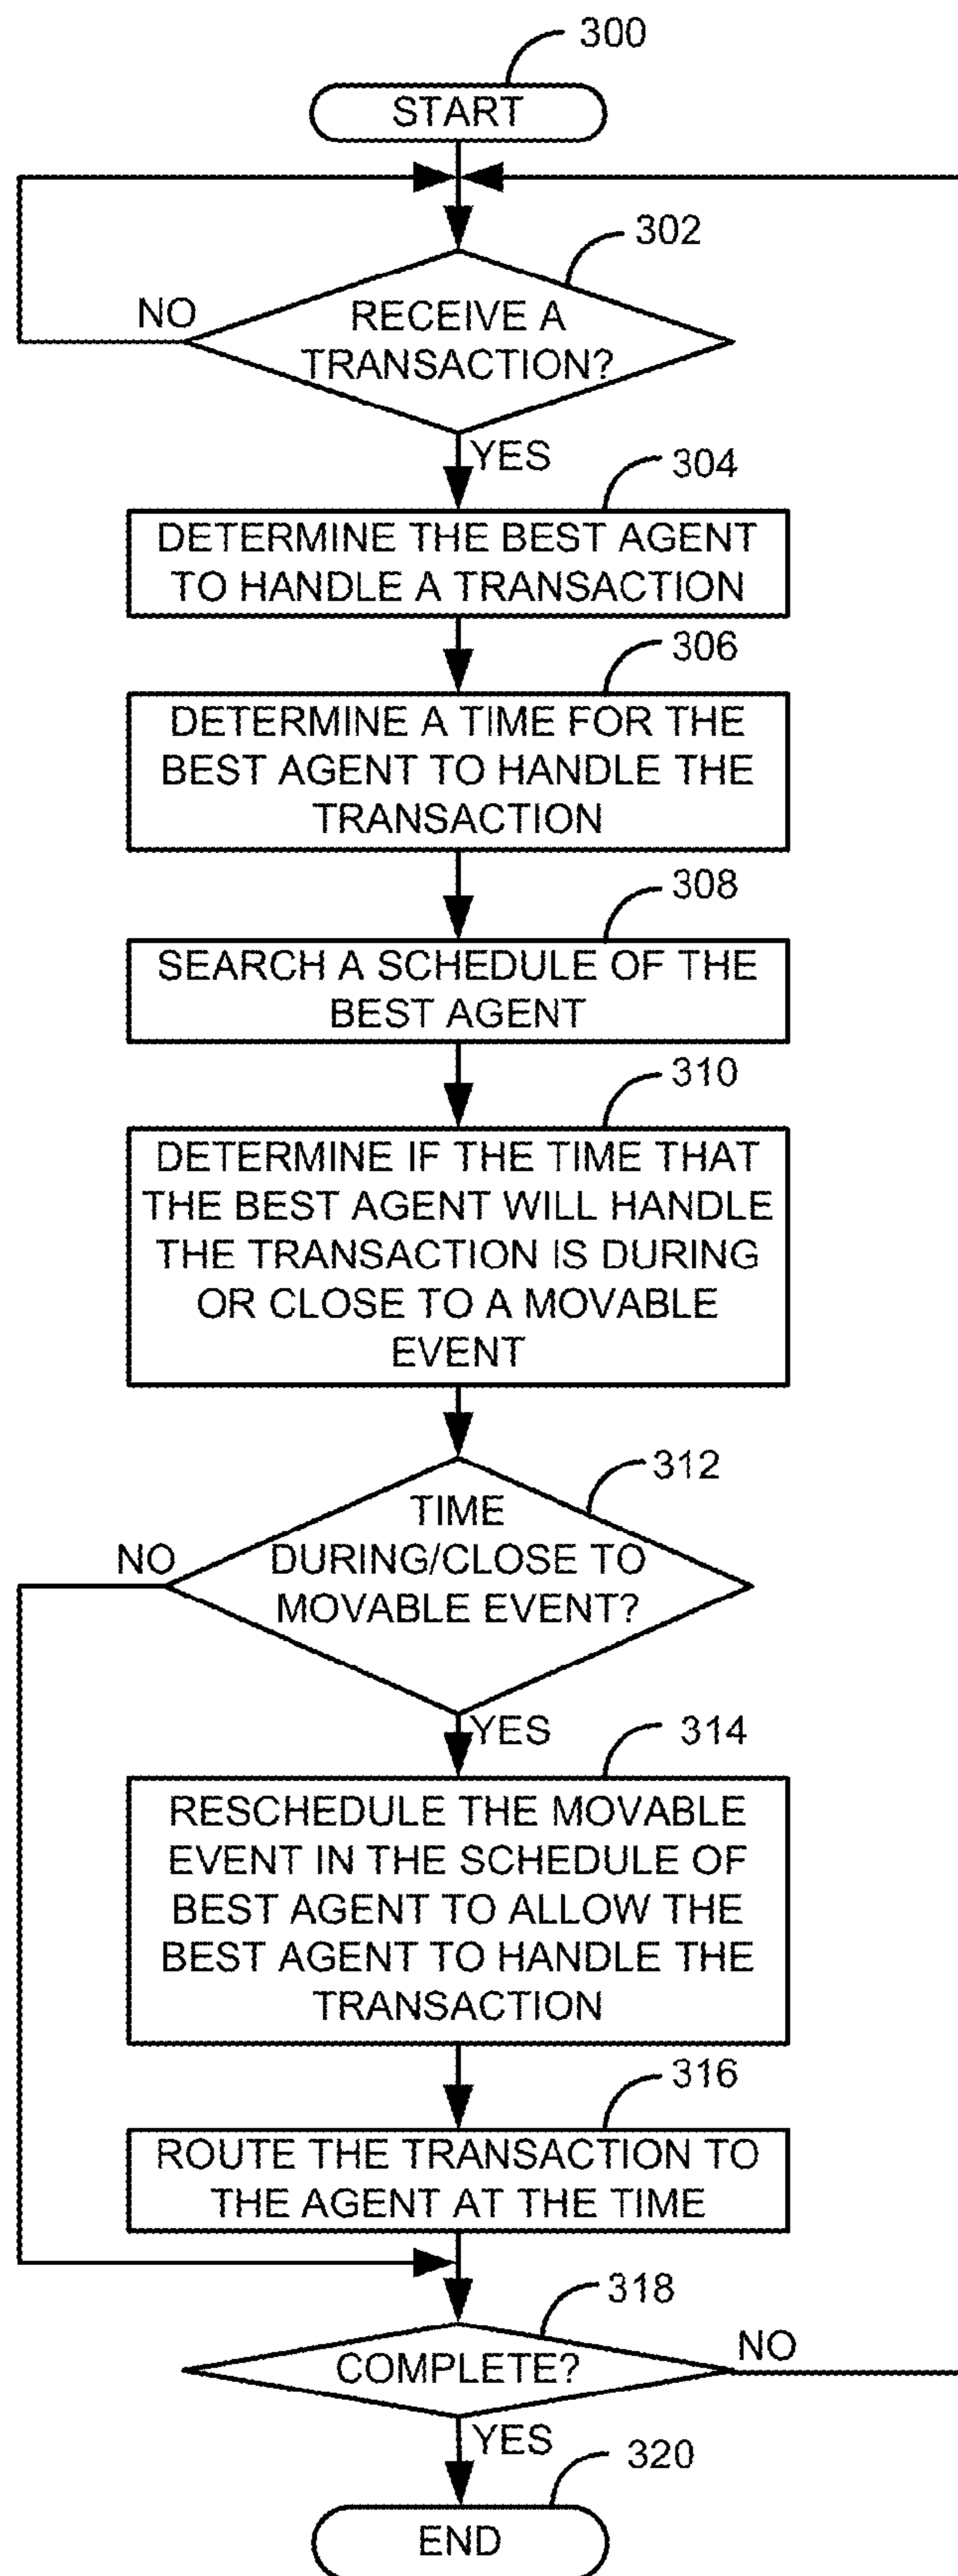 300
START
302
NO
RECEIVE A
TRANSACTION?
YES
304
DETERMINE THE BEST AGENT
TO HANDLE A TRANSACTION
306
DETERMINE A TIME FOR THE
BEST AGENT TO HANDLE THE
TRANSACTION
308
SEARCH A SCHEDULE OF THE
BEST AGENT
310
DETERMINE IF THE TIME THAT
THE BEST AGENT WILL HANDLE
THE TRANSACTION IS DURING
OR CLOSE TO A MOVABLE
EVENT
312
NO
TIME
DURING/CLOSE TO
MOVABLE EVENT?
YES
314
RESCHEDULE THE MOVABLE
EVENT IN THE SCHEDULE OF
BEST AGENT TO ALLOW THE
BEST AGENT TO HANDLE THE
TRANSACTION
316
ROUTE THE TRANSACTION TO
THE AGENT AT THE TIME
318
COMPLETE?
NO
YES
320
END